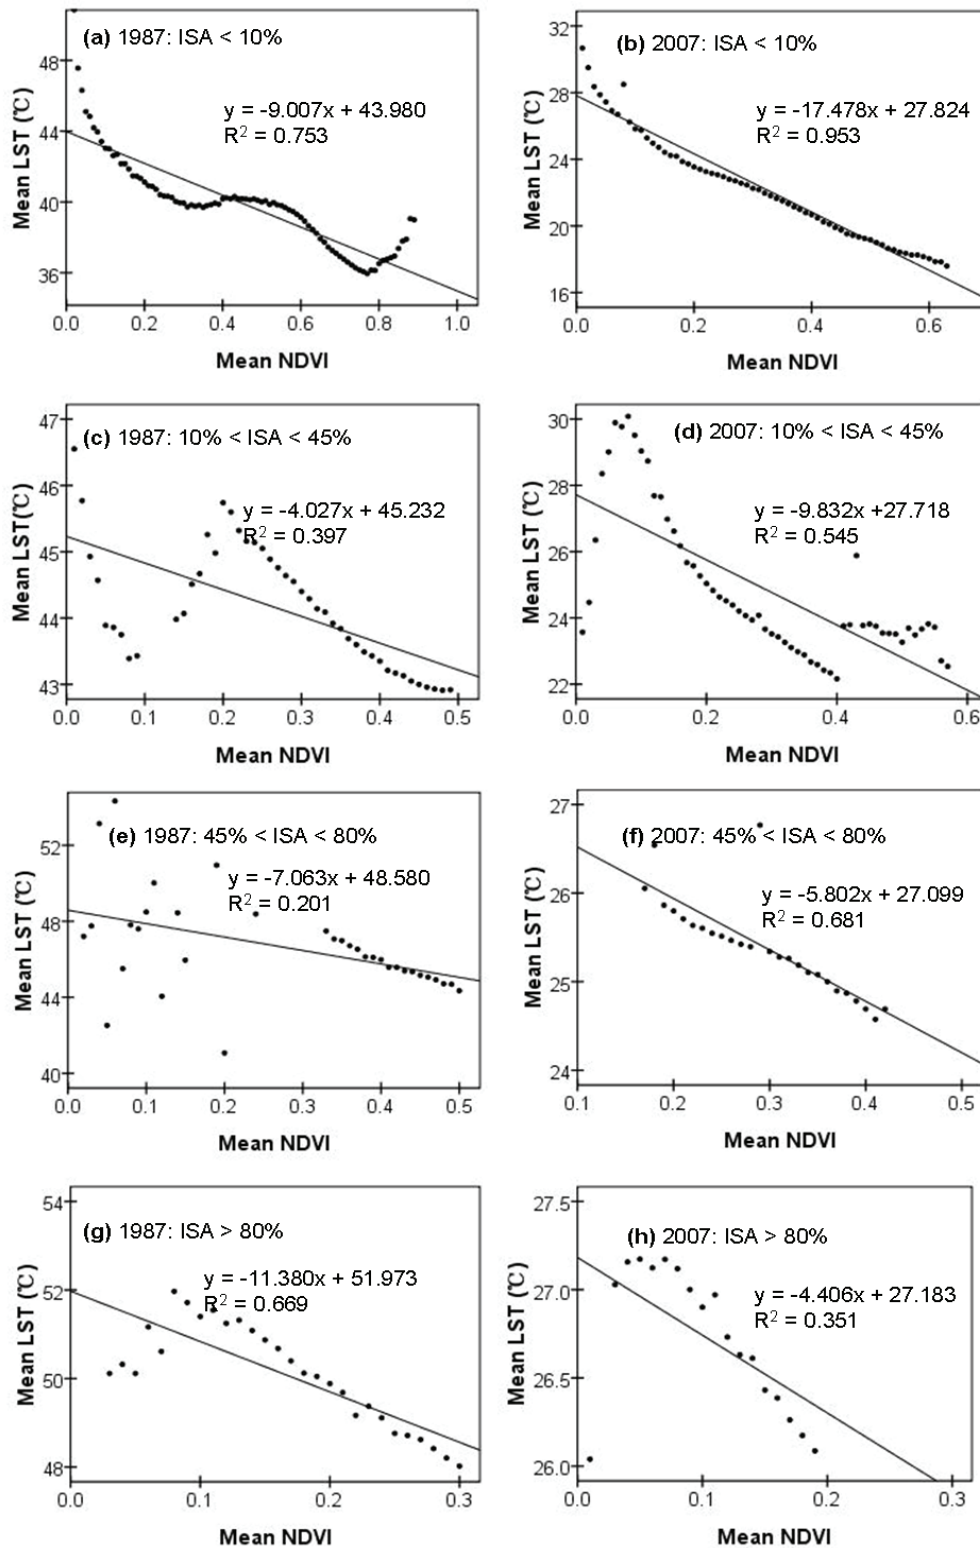 (a) 1987: ISA < 10%
y = -9.007x + 43.980
R² = 0.753
Mean LST (℃)
48
44
40
36
0.0 0.2 0.4 0.6 0.8 1.0
Mean NDVI
(b) 2007: ISA < 10%
y = -17.478x + 27.824
R² = 0.953
Mean LST (℃)
32
28
24
20
16
0.0 0.2 0.4 0.6
Mean NDVI
(c) 1987: 10% < ISA < 45%
y = -4.027x + 45.232
R² = 0.397
Mean LST(℃)
47
46
45
44
43
0.0 0.1 0.2 0.3 0.4 0.5
Mean NDVI
(d) 2007: 10% < ISA < 45%
y = -9.832x +27.718
R² = 0.545
Mean LST (℃)
30
28
26
24
22
0.0 0.2 0.4 0.6
Mean NDVI
(e) 1987: 45% < ISA < 80%
y = -7.063x + 48.580
R² = 0.201
Mean LST (℃)
52
48
44
40
0.0 0.1 0.2 0.3 0.4 0.5
Mean NDVI
(f) 2007: 45% < ISA < 80%
y = -5.802x + 27.099
R² = 0.681
Mean LST (℃)
27
26
25
24
0.1 0.2 0.3 0.4 0.5
Mean NDVI
(g) 1987: ISA > 80%
y = -11.380x + 51.973
R² = 0.669
Mean LST (℃)
54
52
50
48
0.0 0.1 0.2 0.3
Mean NDVI
(h) 2007: ISA > 80%
y = -4.406x + 27.183
R² = 0.351
Mean LST (℃)
27.5
27.0
26.5
26.0
0.0 0.1 0.2 0.3
Mean NDVI